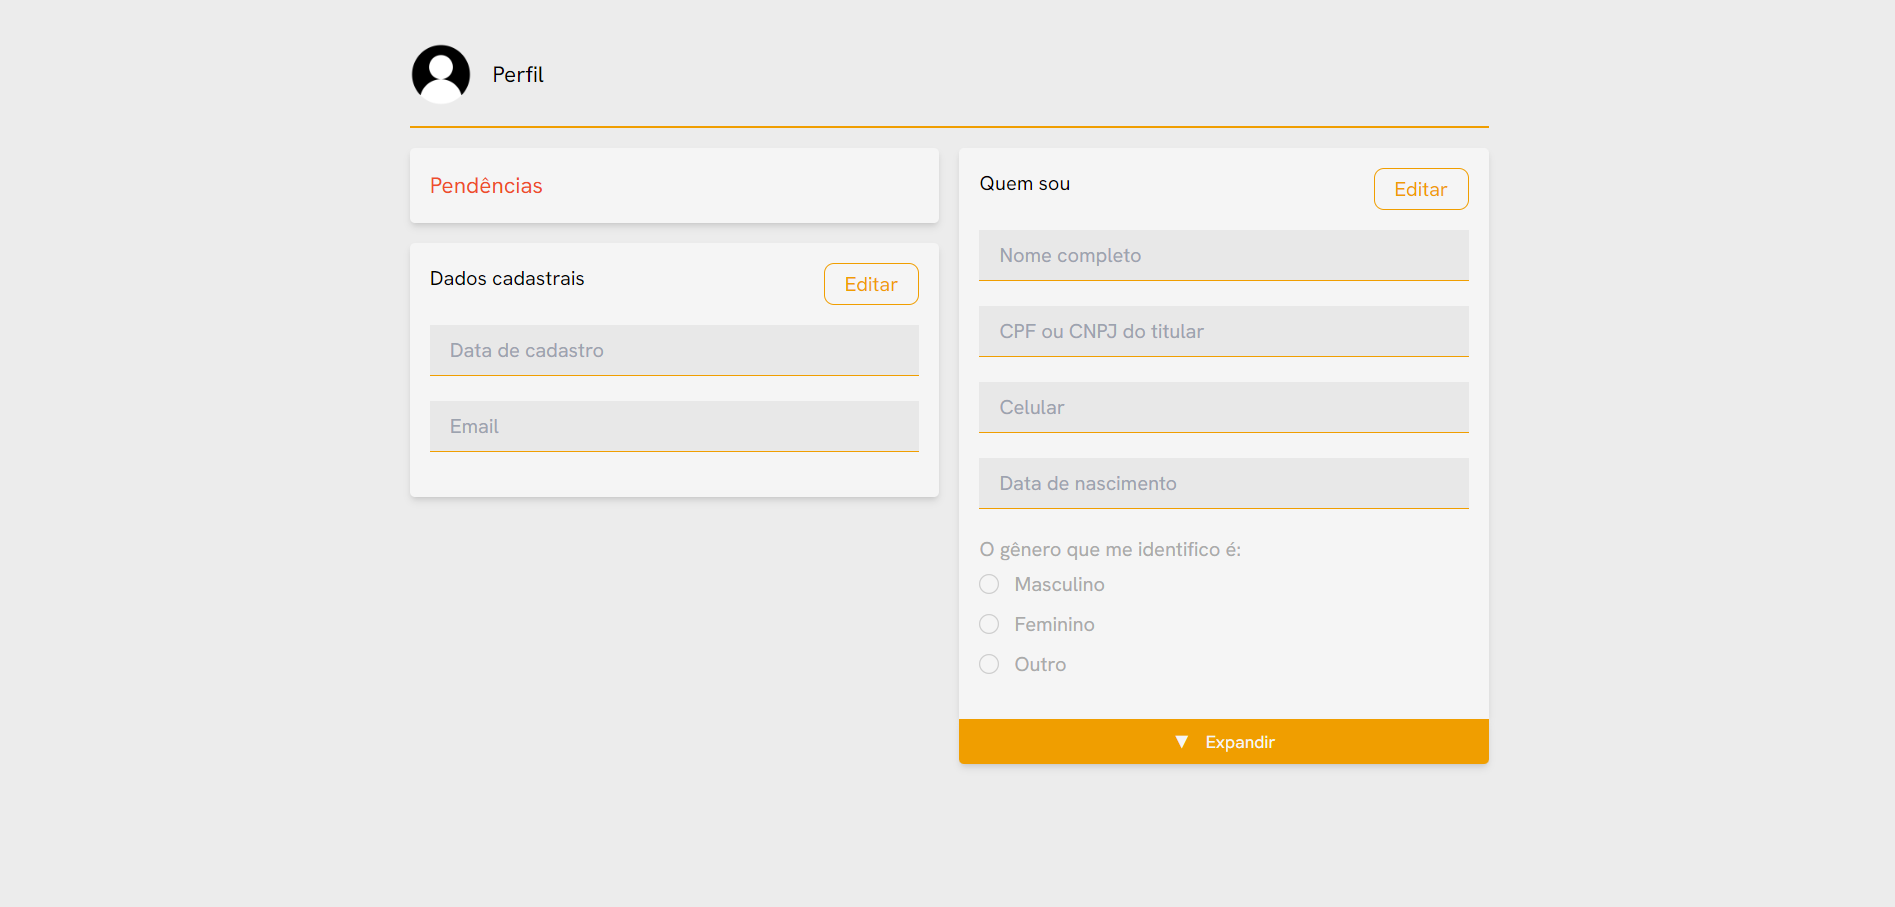 Perfil
Pendências
Dados cadastrais
Editar
Data de cadastro
Email
Quem sou
Editar
Nome completo
CPF ou CNPJ do titular
Celular
Data de nascimento
O gênero que me identifico é:
Masculino
Feminino
Outro
▼ Expandir